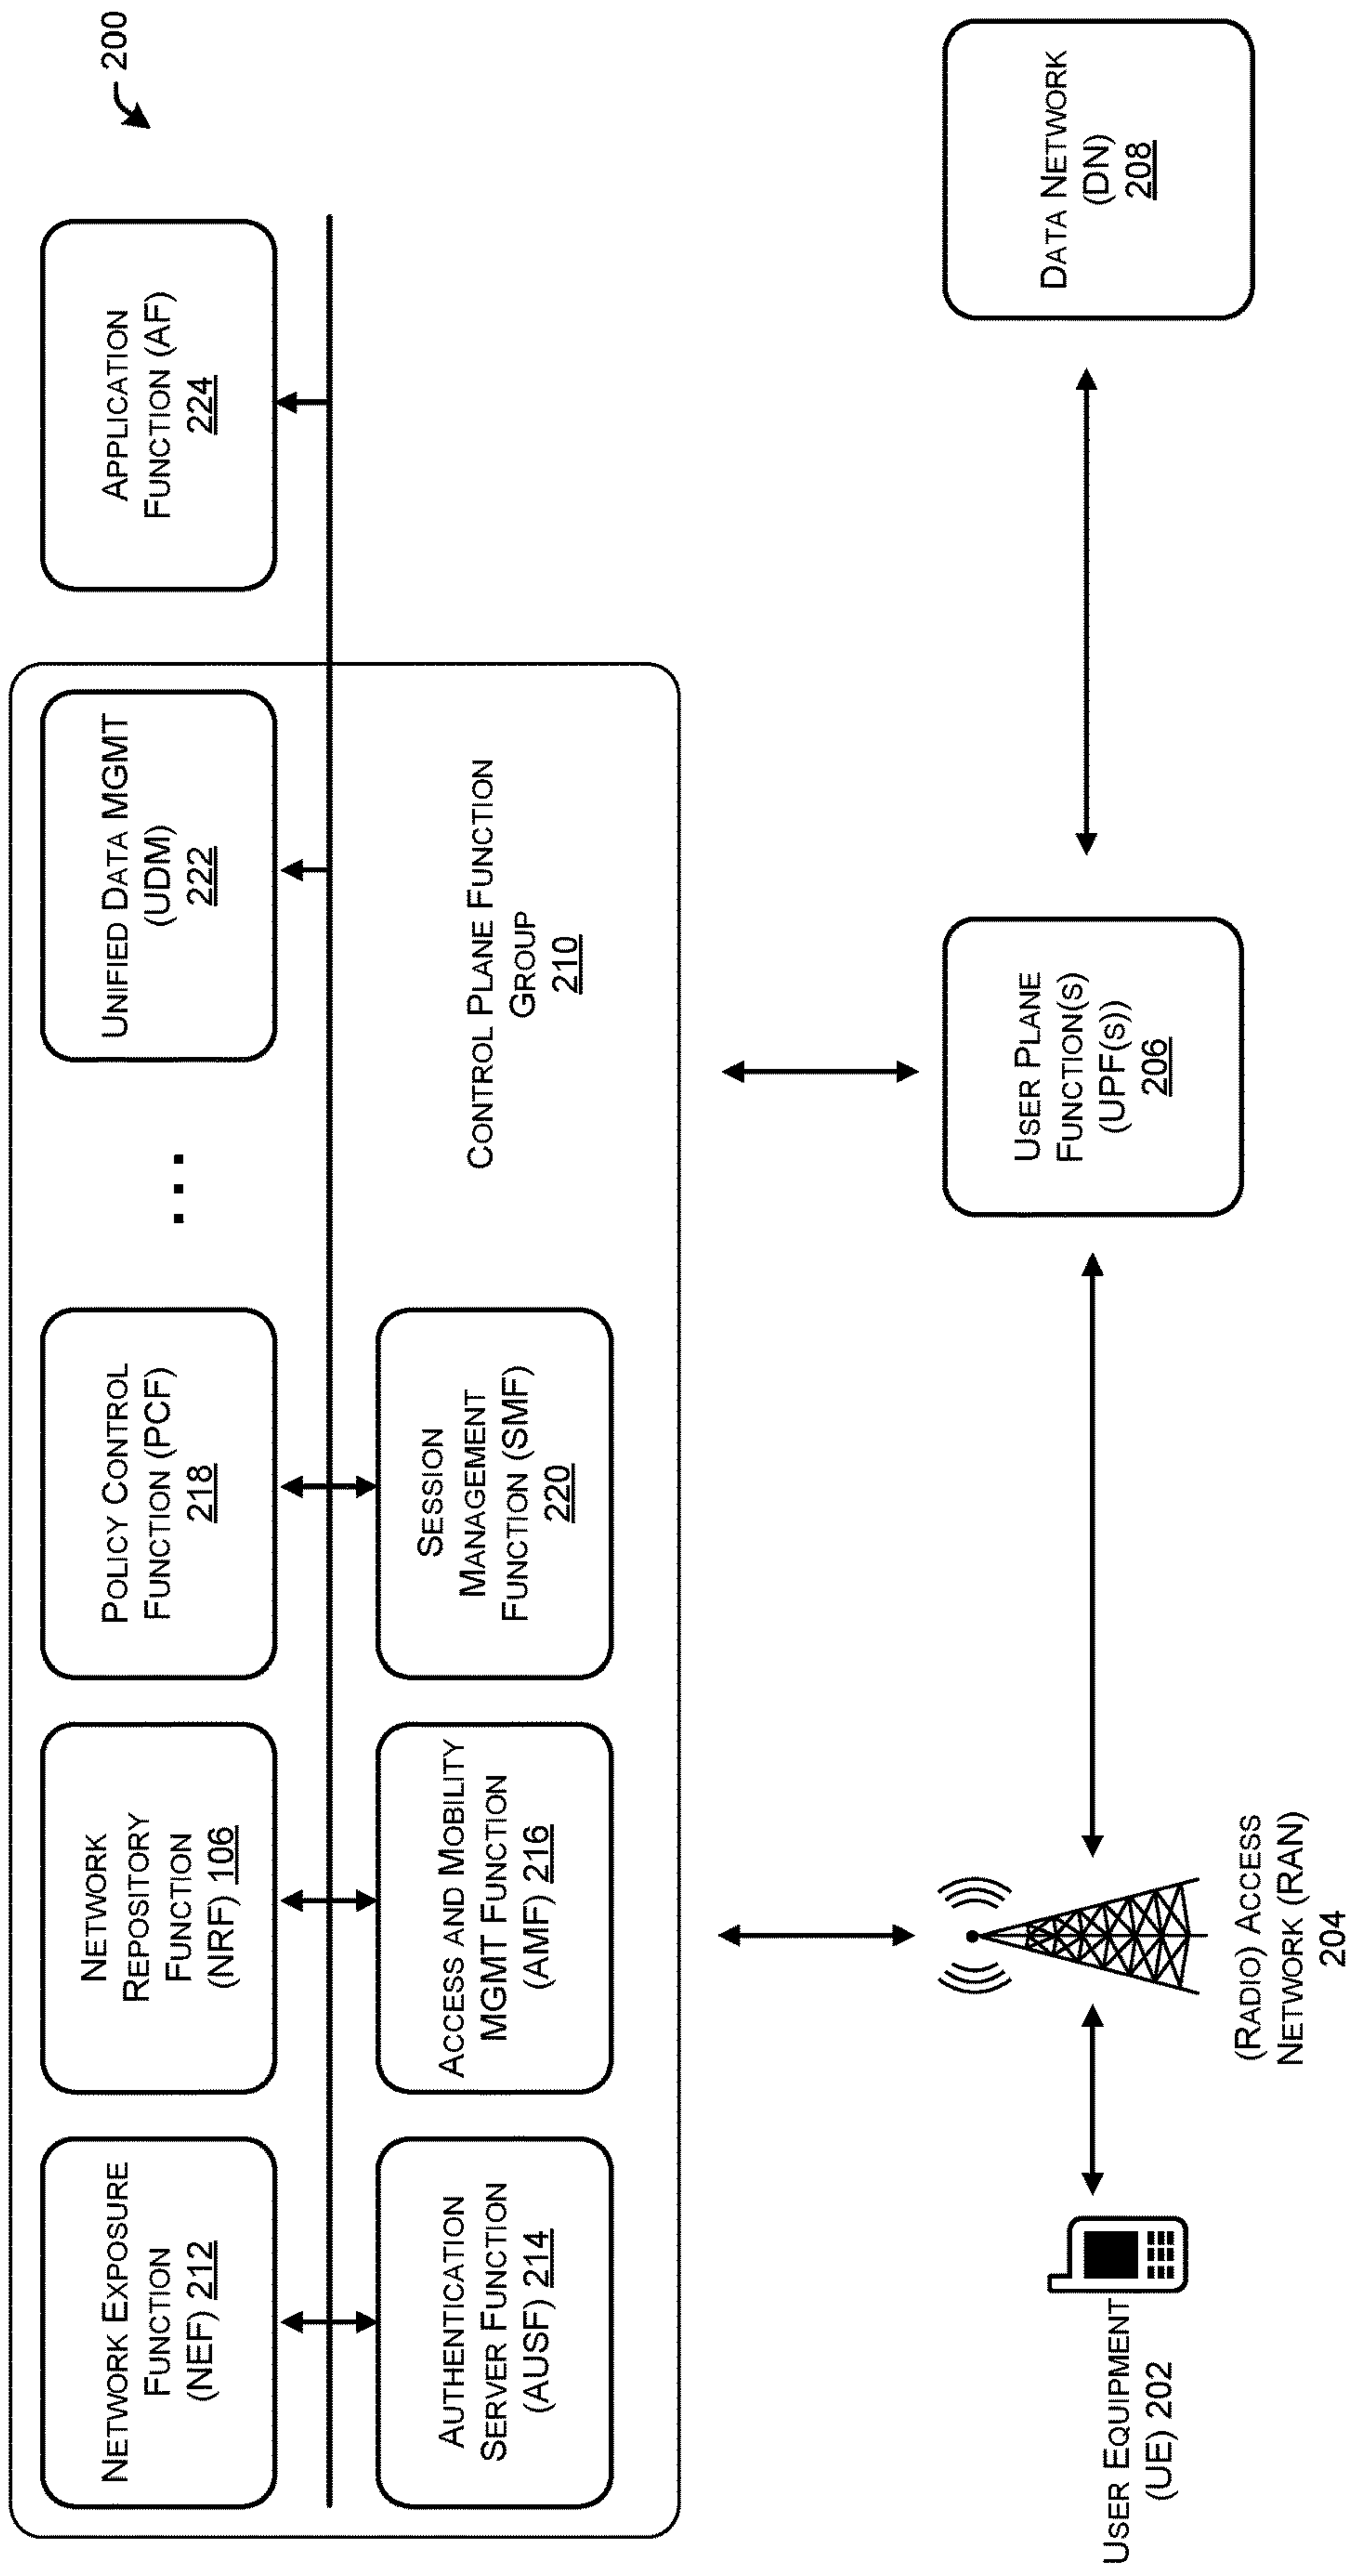 200
NETWORK EXPOSURE
FUNCTION
(NEF) 212
NETWORK
REPOSITORY
FUNCTION
(NRF) 106
POLICY CONTROL
FUNCTION (PCF)
218
...
UNIFIED DATA MGMT
(UDM)
222
APPLICATION
FUNCTION (AF)
224
AUTHENTICATION
SERVER FUNCTION
(AUSF) 214
ACCESS AND MOBILITY
MGMT FUNCTION
(AMF) 216
SESSION
MANAGEMENT
FUNCTION (SMF)
220
CONTROL PLANE FUNCTION
GROUP
210
USER EQUIPMENT
(UE) 202
(RADIO) ACCESS
NETWORK (RAN)
204
USER PLANE
FUNCTION(S)
(UPF(S))
206
DATA NETWORK
(DN)
208